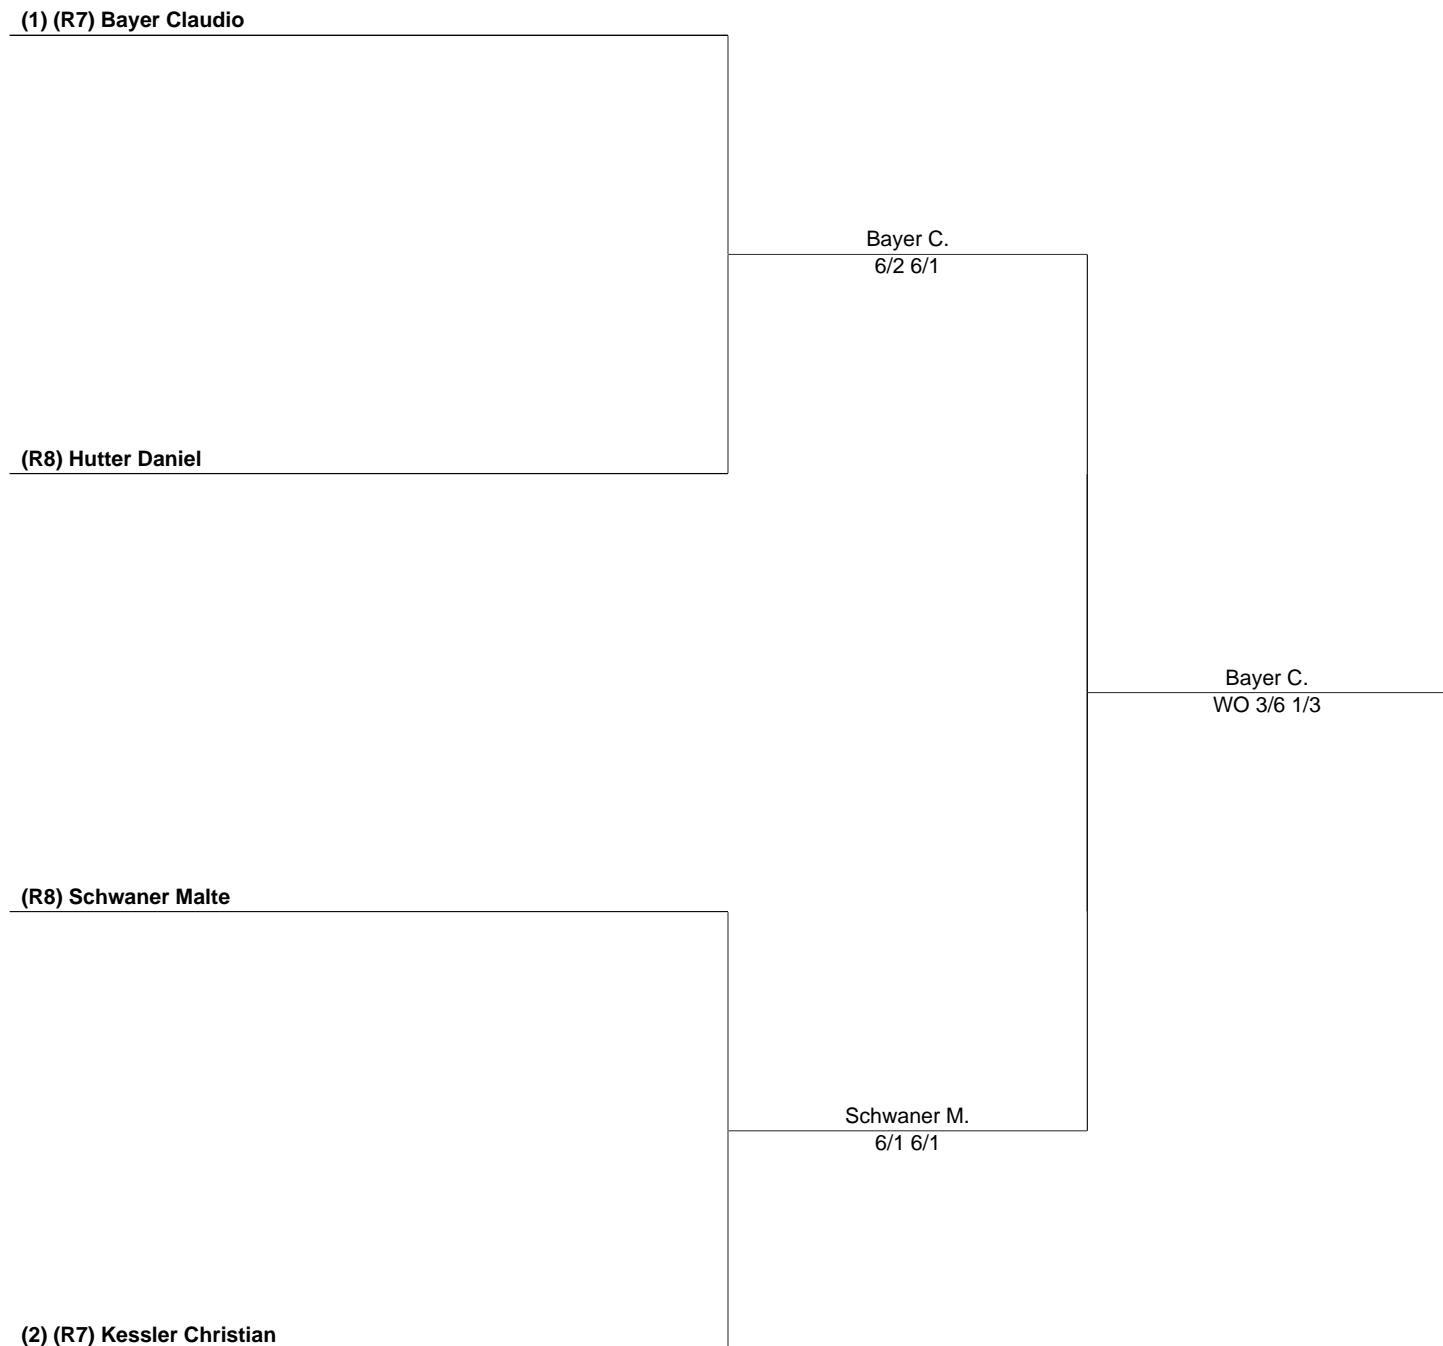 (1) (R7) Bayer Claudio
Bayer C.
6/2 6/1
(R8) Hutter Daniel
Bayer C.
WO 3/6 1/3
(R8) Schwaner Malte
Schwaner M.
6/1 6/1
(2) (R7) Kessler Christian